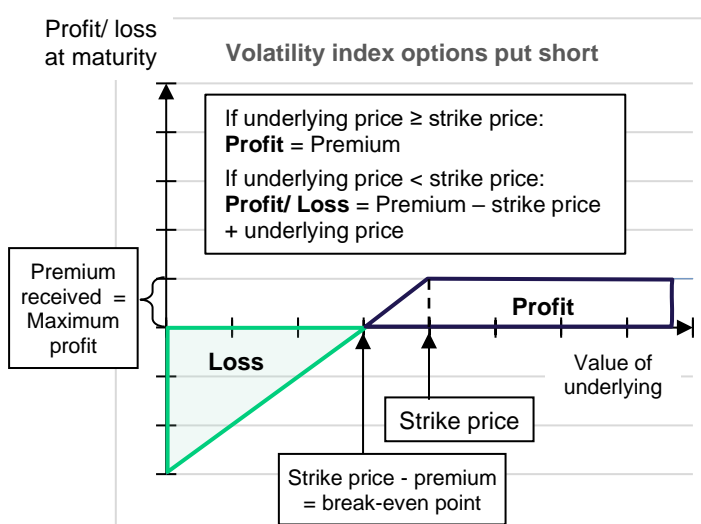 Profit/ loss
at maturity
Volatility index options put short
If underlying price ≥ strike price:
Profit = Premium
If underlying price < strike price:
Profit/ Loss = Premium – strike price
+ underlying price
Premium
received =
Maximum
profit
Profit
Loss
Value of
underlying
Strike price
Strike price - premium
= break-even point